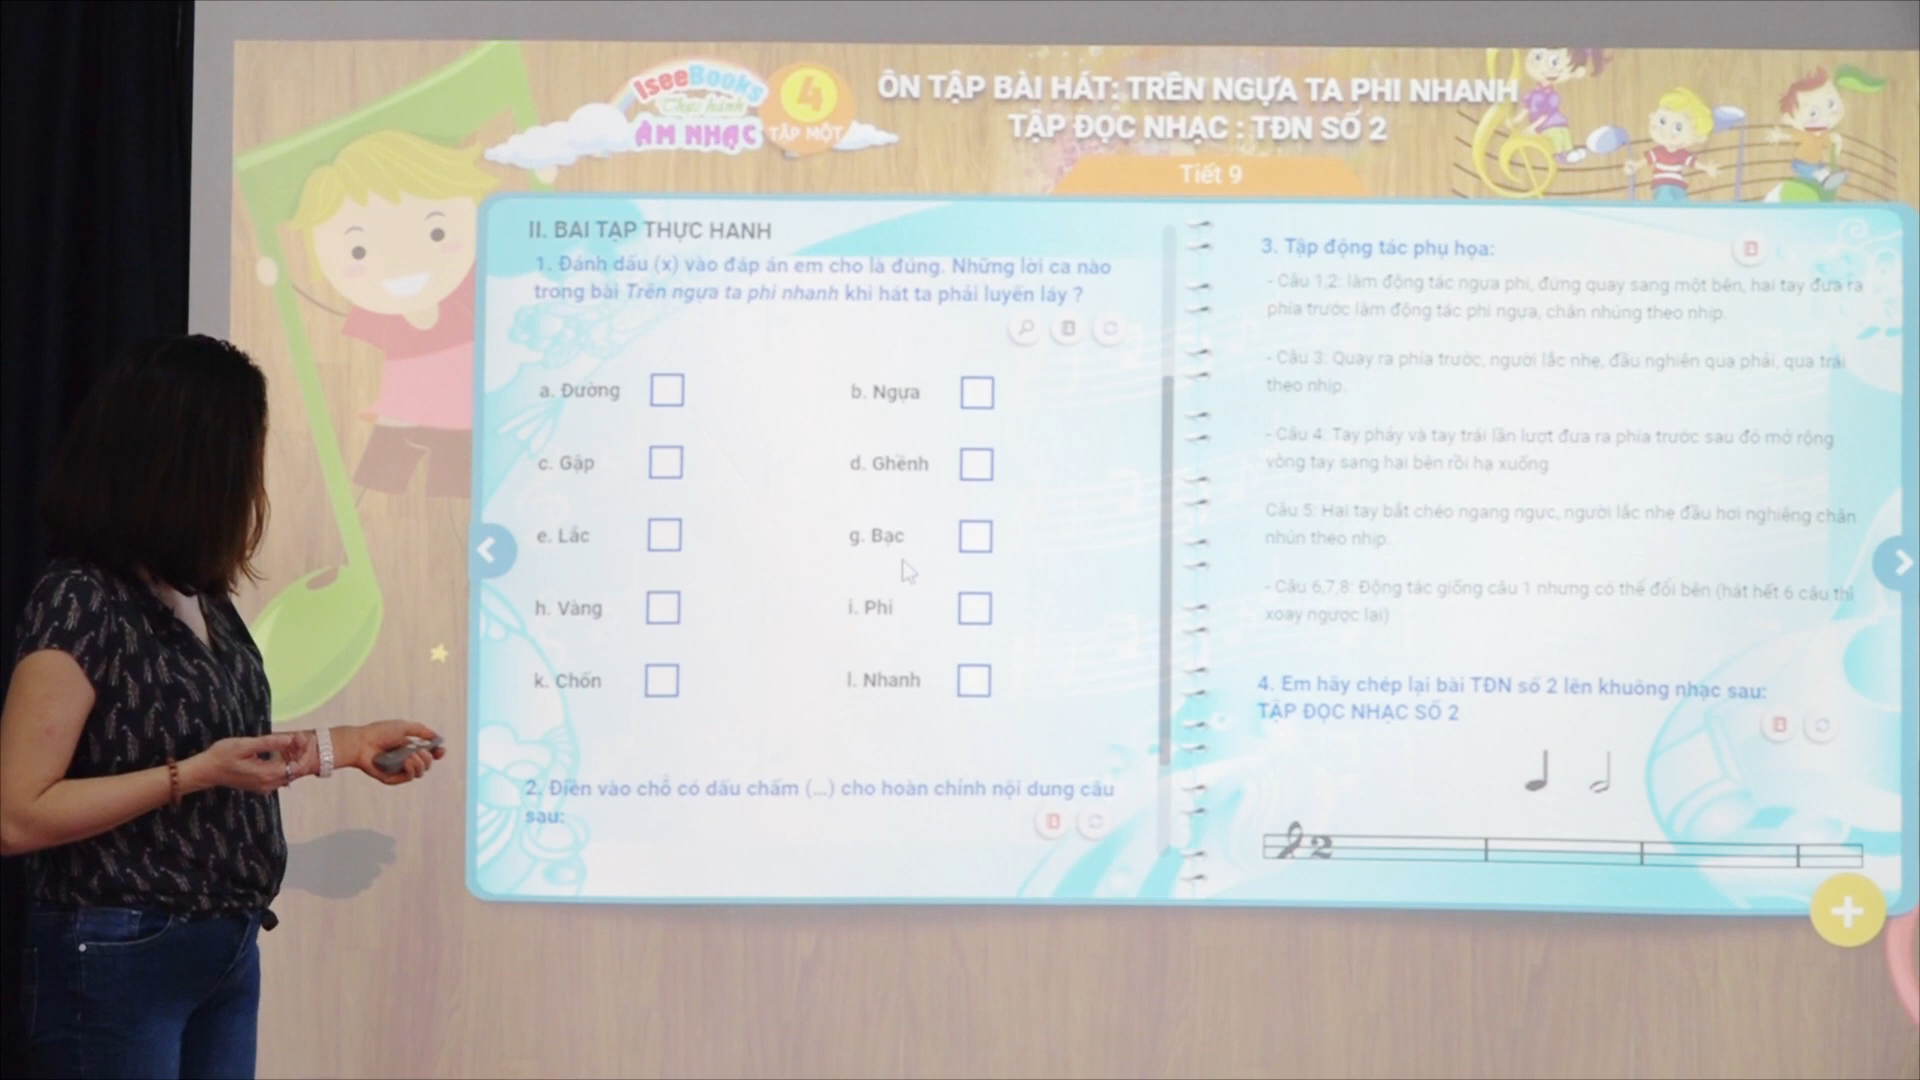 IseeBooks
Thực hành
ÂM NHẠC
4
TẬP MỘT
ÔN TẬP BÀI HÁT: TRÊN NGỰA TA PHI NHANH
TẬP ĐỌC NHẠC : TĐN SỐ 2
Tiết 9
II. BÀI TẬP THỰC HÀNH
1. Đánh dấu (x) vào đáp án em cho là đúng. Những lời ca nào
trong bài Trên ngựa ta phi nhanh khi hát ta phải luyến láy ?
a. Đường
b. Ngựa
c. Gập
d. Ghềnh
e. Lắc
g. Bạc
h. Vàng
i. Phi
k. Chốn
l. Nhanh
2. Điền vào chỗ có dấu chấm (...) cho hoàn chỉnh nội dung câu
sau:
3. Tập động tác phụ họa:
- Câu 1,2: làm động tác ngựa phi, đứng quay sang một bên, hai tay đưa ra
phía trước làm động tác phi ngựa, chân nhúng theo nhịp.
- Câu 3: Quay ra phía trước, người lắc nhẹ, đầu nghiên qua phải, qua trái
theo nhịp.
- Câu 4: Tay phảy và tay trái lần lượt đưa ra phía trước sau đó mở rộng
vòng tay sang hai bên rồi hạ xuống
Câu 5: Hai tay bắt chéo ngang ngực, người lắc nhẹ đầu hơi nghiêng chân
nhún theo nhịp.
- Câu 6,7,8: Động tác giống câu 1 nhưng có thể đổi bên (hát hết 6 câu thì
xoay ngược lại)
4. Em hãy chép lại bài TĐN số 2 lên khuông nhạc sau:
TẬP ĐỌC NHẠC SỐ 2
2